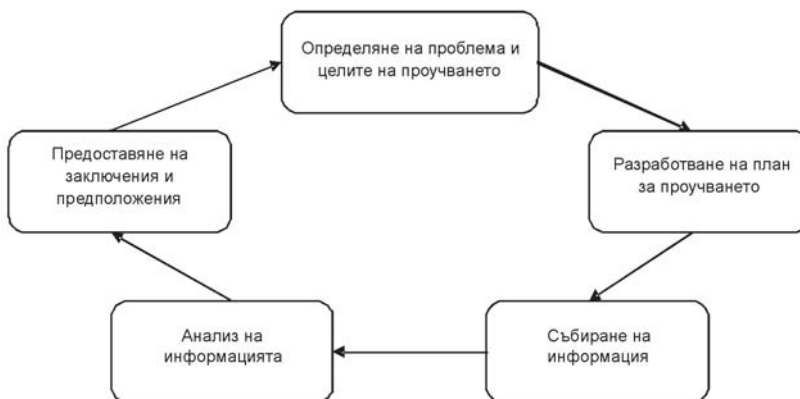 Определяне на проблема и
целите на проучването
Разработване на план
за проучването
Събиране на
информация
Анализ на
информацията
Предоставяне на
заключения и
предположения